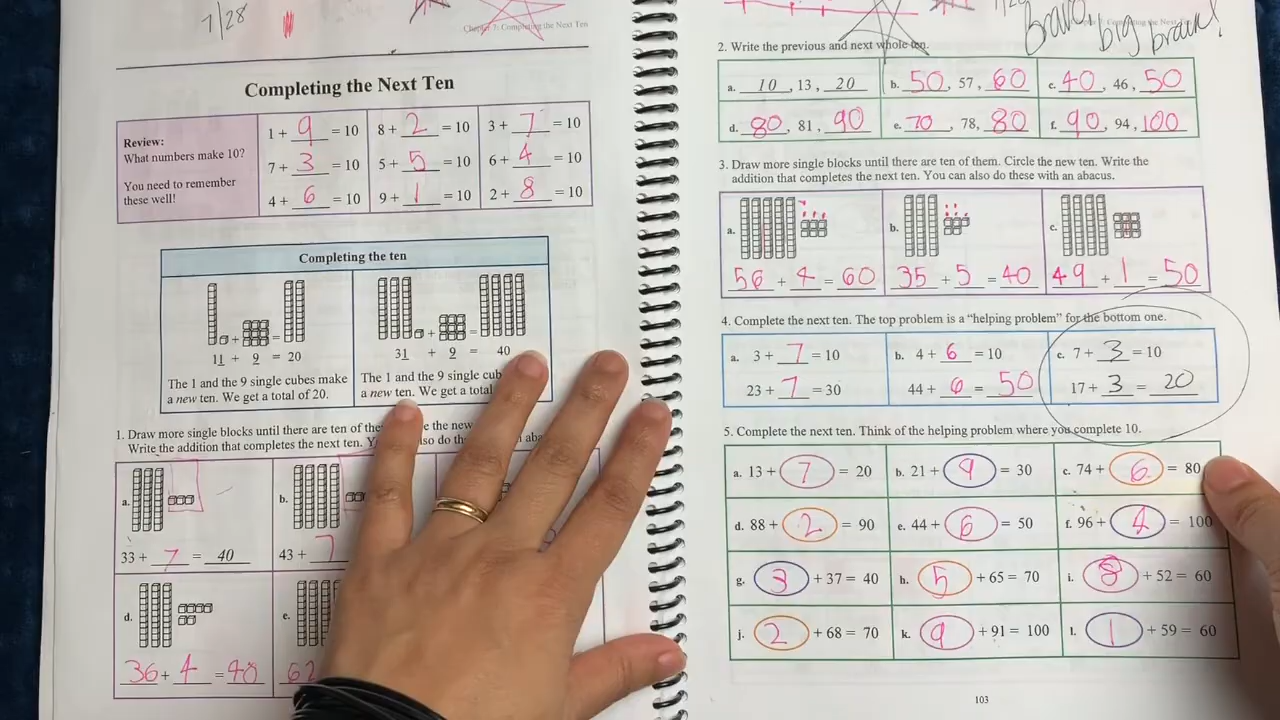 7/28
Chapter 7: Completing the Next Ten
Completing the Next Ten
Review:
What numbers make 10?
You need to remember
these well!
1 + 9 = 10
8 + 2 = 10
3 + 7 = 10
7 + 3 = 10
5 + 5 = 10
6 + 4 = 10
4 + 6 = 10
9 + 1 = 10
2 + 8 = 10
Completing the ten
11 + 9 = 20
The 1 and the 9 single cubes make
a new ten. We get a total of 20.
31 + 9 = 40
The 1 and the 9 single cub
a new ten. We get a total
1. Draw more single blocks until there are ten of the the new
Write the addition that completes the next ten. so do th
a.
33 + 7 = 40
b.
43 + 7
d.
36 + 4 = 40
e.
62
bravo, big brain!
2. Write the previous and next whole ten.
a. 10, 13, 20
b. 50, 57, 60
c. 40, 46, 50
d. 80, 81, 90
e. 70, 78, 80
f. 90, 94, 100
3. Draw more single blocks until there are ten of them. Circle the new ten. Write the
addition that completes the next ten. You can also do these with an abacus.
a.
56 + 4 = 60
b.
35 + 5 = 40
c.
49 + 1 = 50
4. Complete the next ten. The top problem is a “helping problem” for the bottom one.
a. 3 + 7 = 10
23 + 7 = 30
b. 4 + 6 = 10
44 + 6 = 50
c. 7 + 3 = 10
17 + 3 = 20
5. Complete the next ten. Think of the helping problem where you complete 10.
a. 13 + 7 = 20
b. 21 + 9 = 30
c. 74 + 6 = 80
d. 88 + 2 = 90
e. 44 + 6 = 50
f. 96 + 4 = 100
g. 3 + 37 = 40
h. 5 + 65 = 70
i. 8 + 52 = 60
j. 2 + 68 = 70
k. 9 + 91 = 100
l. 1 + 59 = 60
103